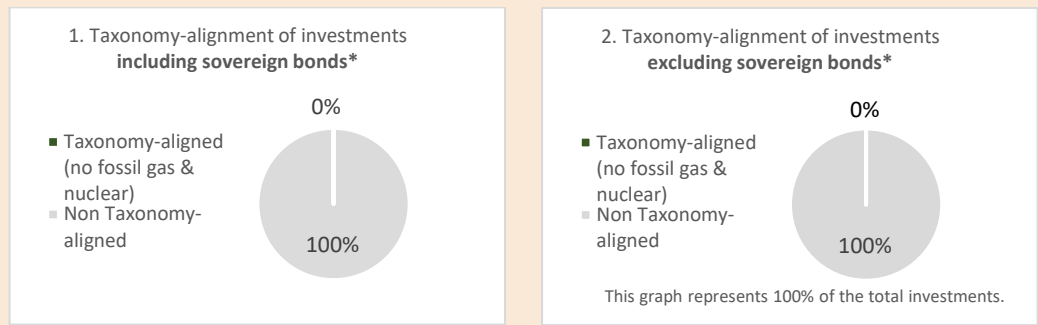 1. Taxonomy-alignment of investments
including sovereign bonds*
0%
Taxonomy-aligned
(no fossil gas &
nuclear)
Non Taxonomy-
aligned
100%
2. Taxonomy-alignment of investments
excluding sovereign bonds*
0%
Taxonomy-aligned
(no fossil gas &
nuclear)
Non Taxonomy-
aligned
100%
This graph represents 100% of the total investments.